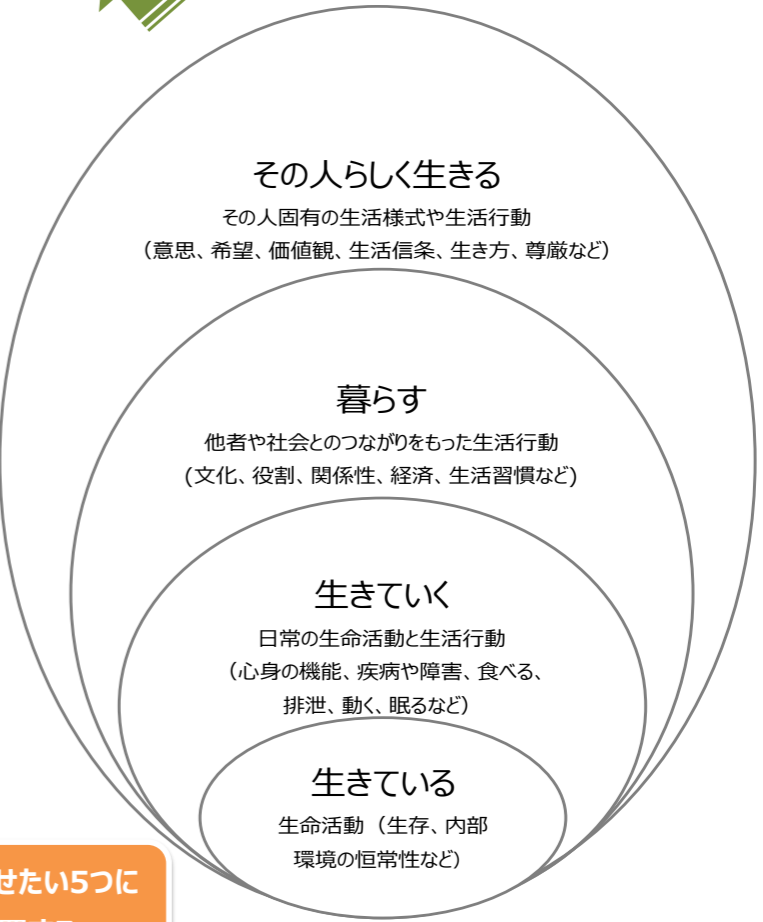 その人らしく生きる
その人固有の生活様式や生活行動
（意思、希望、価値観、生活信条、生き方、尊厳など）
暮らす
他者や社会とのつながりをもった生活行動
(文化、役割、関係性、経済、生活習慣など)
生きていく
日常の生命活動と生活行動
（心身の機能、疾病や障害、食べる、
排泄、動く、眠るなど）
生きている
生命活動（生存、内部
環境の恒常性など）
せたい5つに